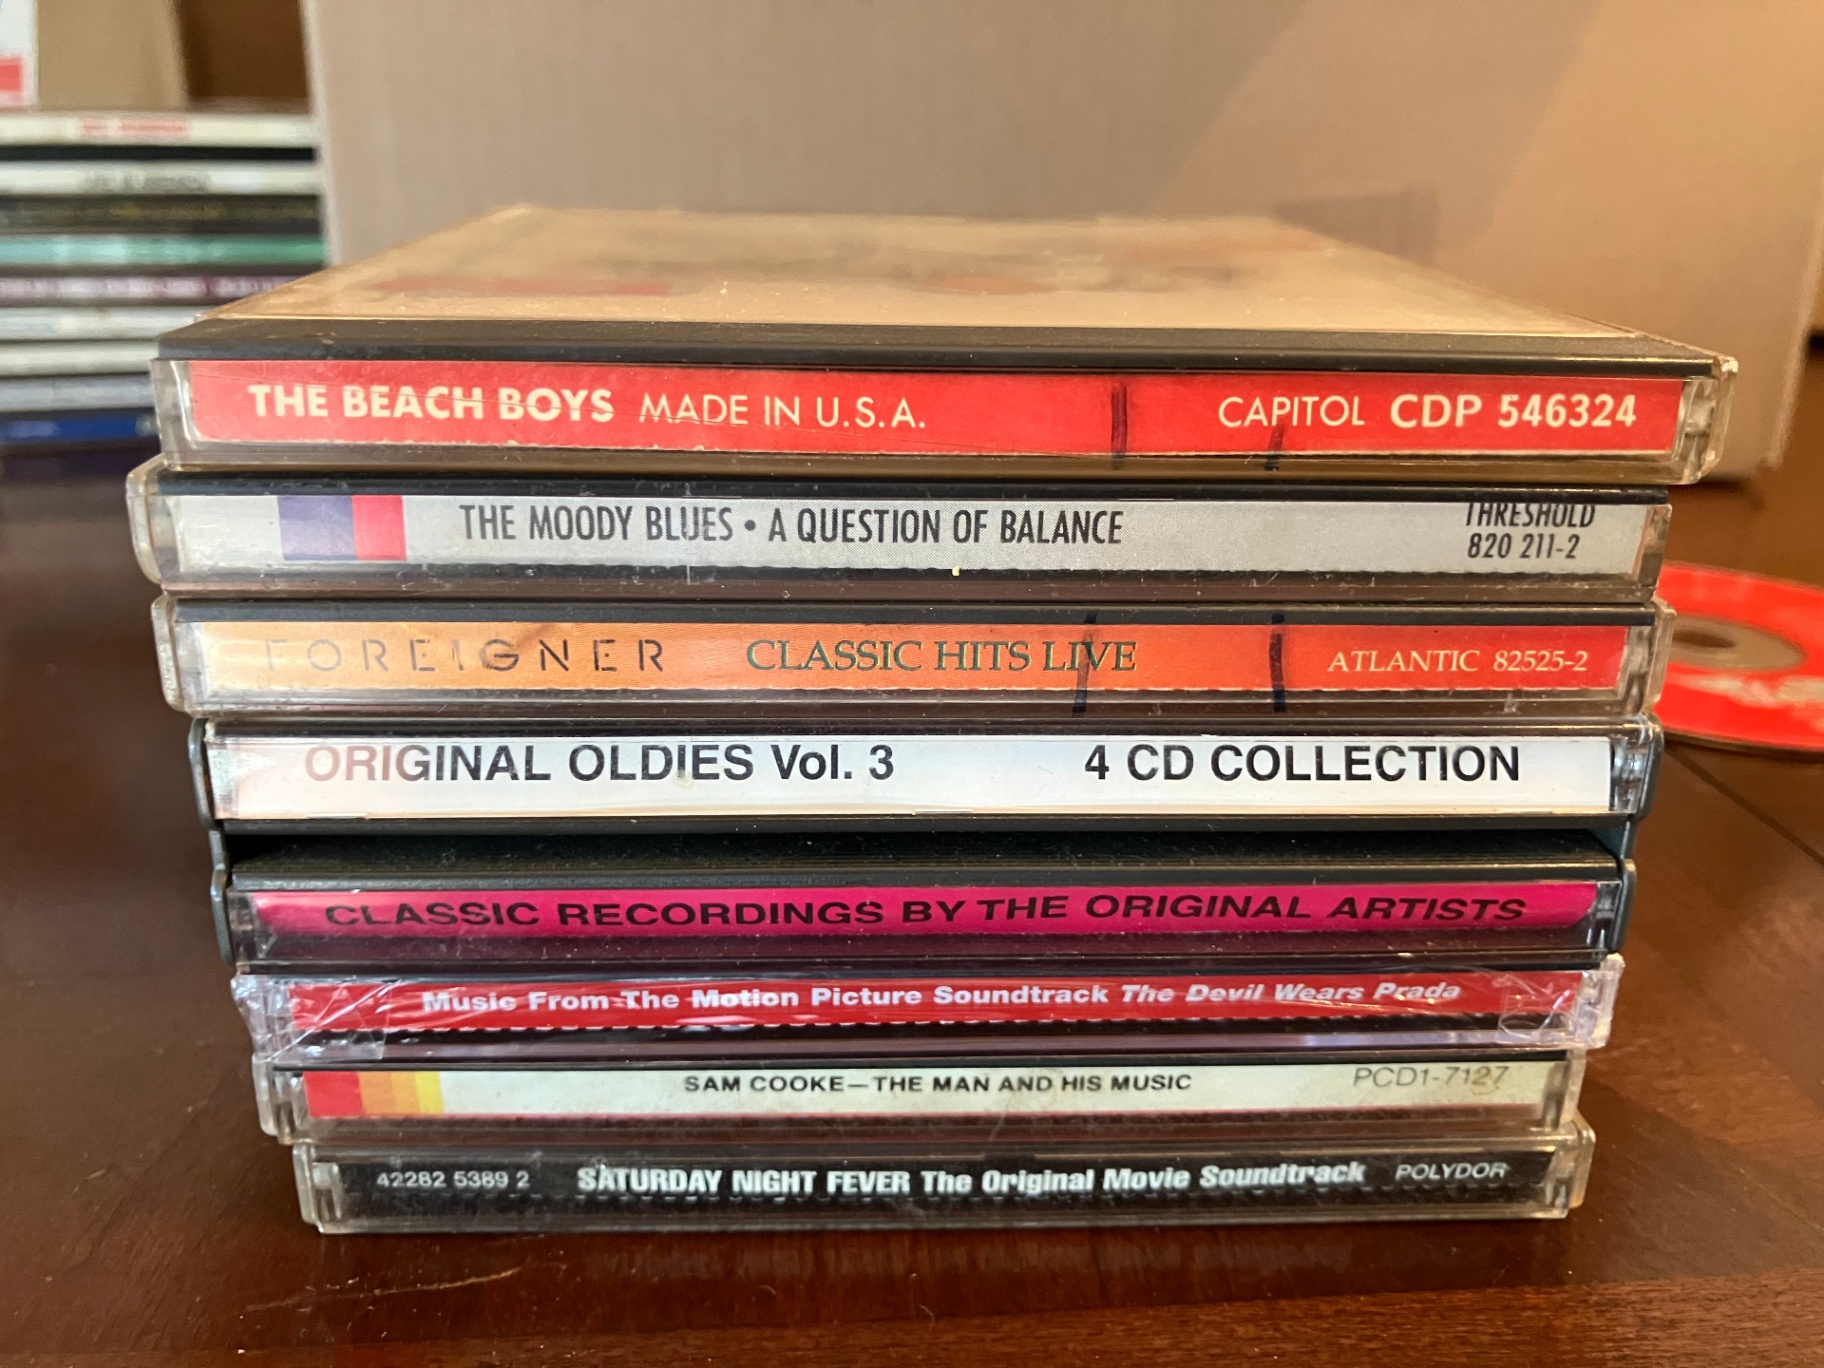 THE BEACH BOYS MADE IN U.S.A. CAPITOL CDP 546324
THE MOODY BLUES • A QUESTION OF BALANCE THRESHOLD
820 211-2
FOREIGNER CLASSIC HITS LIVE ATLANTIC 82525-2
ORIGINAL OLDIES Vol. 3 4 CD COLLECTION
CLASSIC RECORDINGS BY THE ORIGINAL ARTISTS
Music From The Motion Picture Soundtrack The Devil Wears Prada
SAM COOKE—THE MAN AND HIS MUSIC PCD1-7127
42282 5389 2 SATURDAY NIGHT FEVER The Original Movie Soundtrack POLYDOR